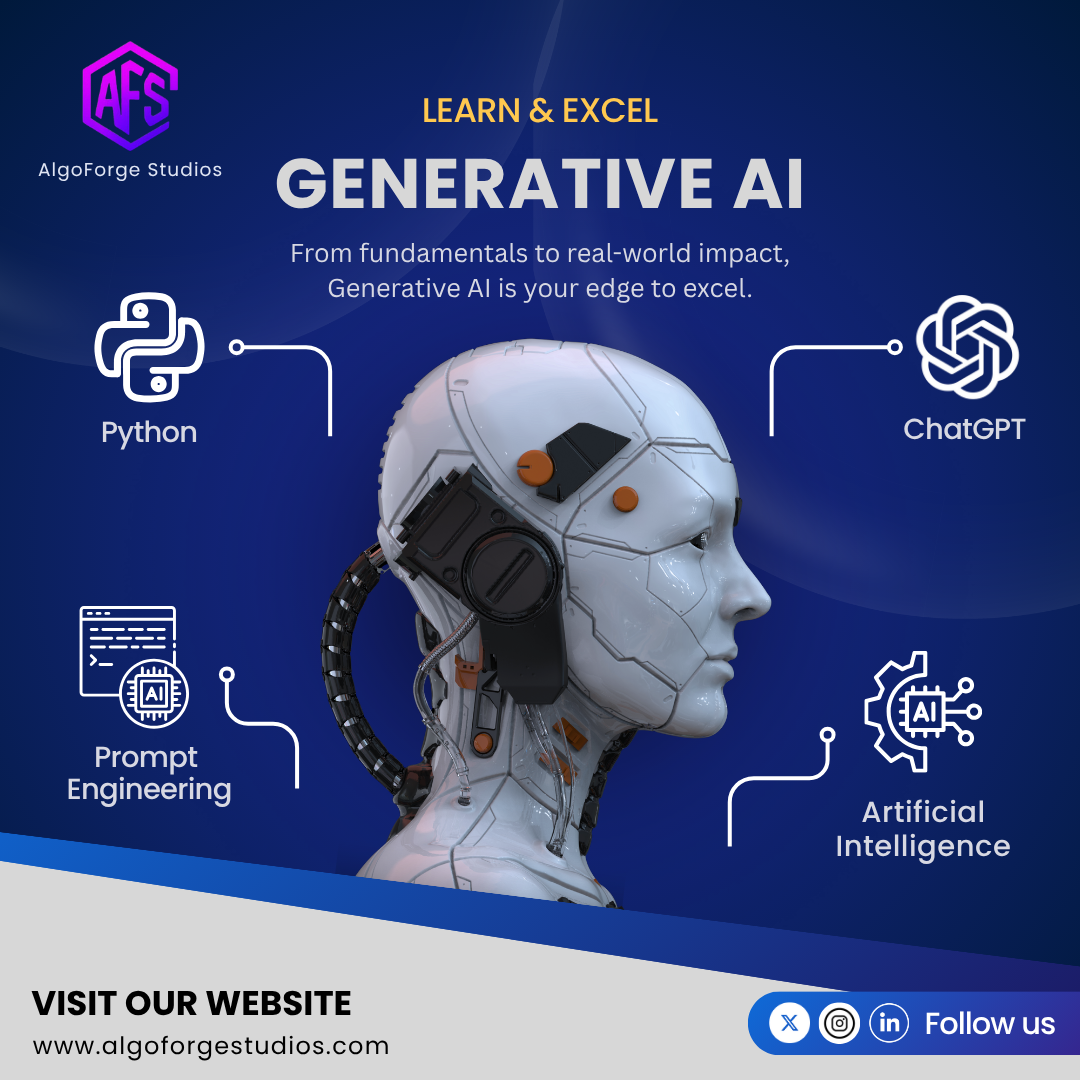 AFS
AlgoForge Studios
LEARN & EXCEL
GENERATIVE AI
From fundamentals to real-world impact,
Generative AI is your edge to excel.
Python
ChatGPT
AI
Prompt
Engineering
AI
Artificial
Intelligence
VISIT OUR WEBSITE
www.algoforgestudios.com
X
in
Follow us